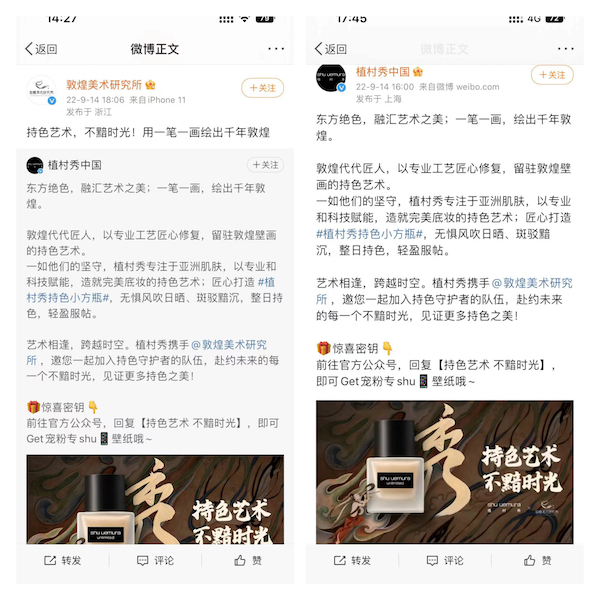 14:27
70
返回
微博正文
敦煌美术研究所
22-9-14 18:06 来自iPhone 11
发布于 浙江
+关注
持色艺术，不黯时光！用一笔一画绘出千年敦煌
植村秀中国
+关注
东方绝色，融汇艺术之美；一笔一画，绘出千年敦
煌。
敦煌代代匠人，以专业工艺匠心修复，留驻敦煌壁画
的持色艺术。
一如他们的坚守，植村秀专注于亚洲肌肤，以专业和
科技赋能，造就完美底妆的持色艺术；匠心打造 #植
村秀持色小方瓶#，无惧风吹日晒、斑驳黯沉，整日持
色，轻盈服帖。
艺术相逢，跨越时空。植村秀携手@敦煌美术研究
所 ，邀您一起加入持色守护者的队伍，赴约未来的每
一个不黯时光，见证更多持色之美！
惊喜密钥
前往官方公众号，回复【持色艺术 不黯时光】，即可
Get宠粉专shu 壁纸哦~
秀
持色艺术
不黯时光
shu uemura
unlimited
转发
评论
赞
17:45
4G
72
返回
微博正文
shu uemura
植村秀中国
22-9-14 16:00 来自微博 weibo.com
发布于 上海
+关注
东方绝色，融汇艺术之美；一笔一画，绘出千年敦
煌。
敦煌代代匠人，以专业工艺匠心修复，留驻敦煌壁
画的持色艺术。
一如他们的坚守，植村秀专注于亚洲肌肤，以专业
和科技赋能，造就完美底妆的持色艺术；匠心打造
#植村秀持色小方瓶#，无惧风吹日晒、斑驳黯
沉，整日持色，轻盈服帖。
艺术相逢，跨越时空。植村秀携手@敦煌美术研究
所 ，邀您一起加入持色守护者的队伍，赴约未来
的每一个不黯时光，见证更多持色之美！
惊喜密钥
前往官方公众号，回复【持色艺术 不黯时光】，
即可Get宠粉专shu 壁纸哦~
秀
持色艺术
不黯时光
shu uemura
unlimited
shu uemura
植村秀
转发
评论
赞